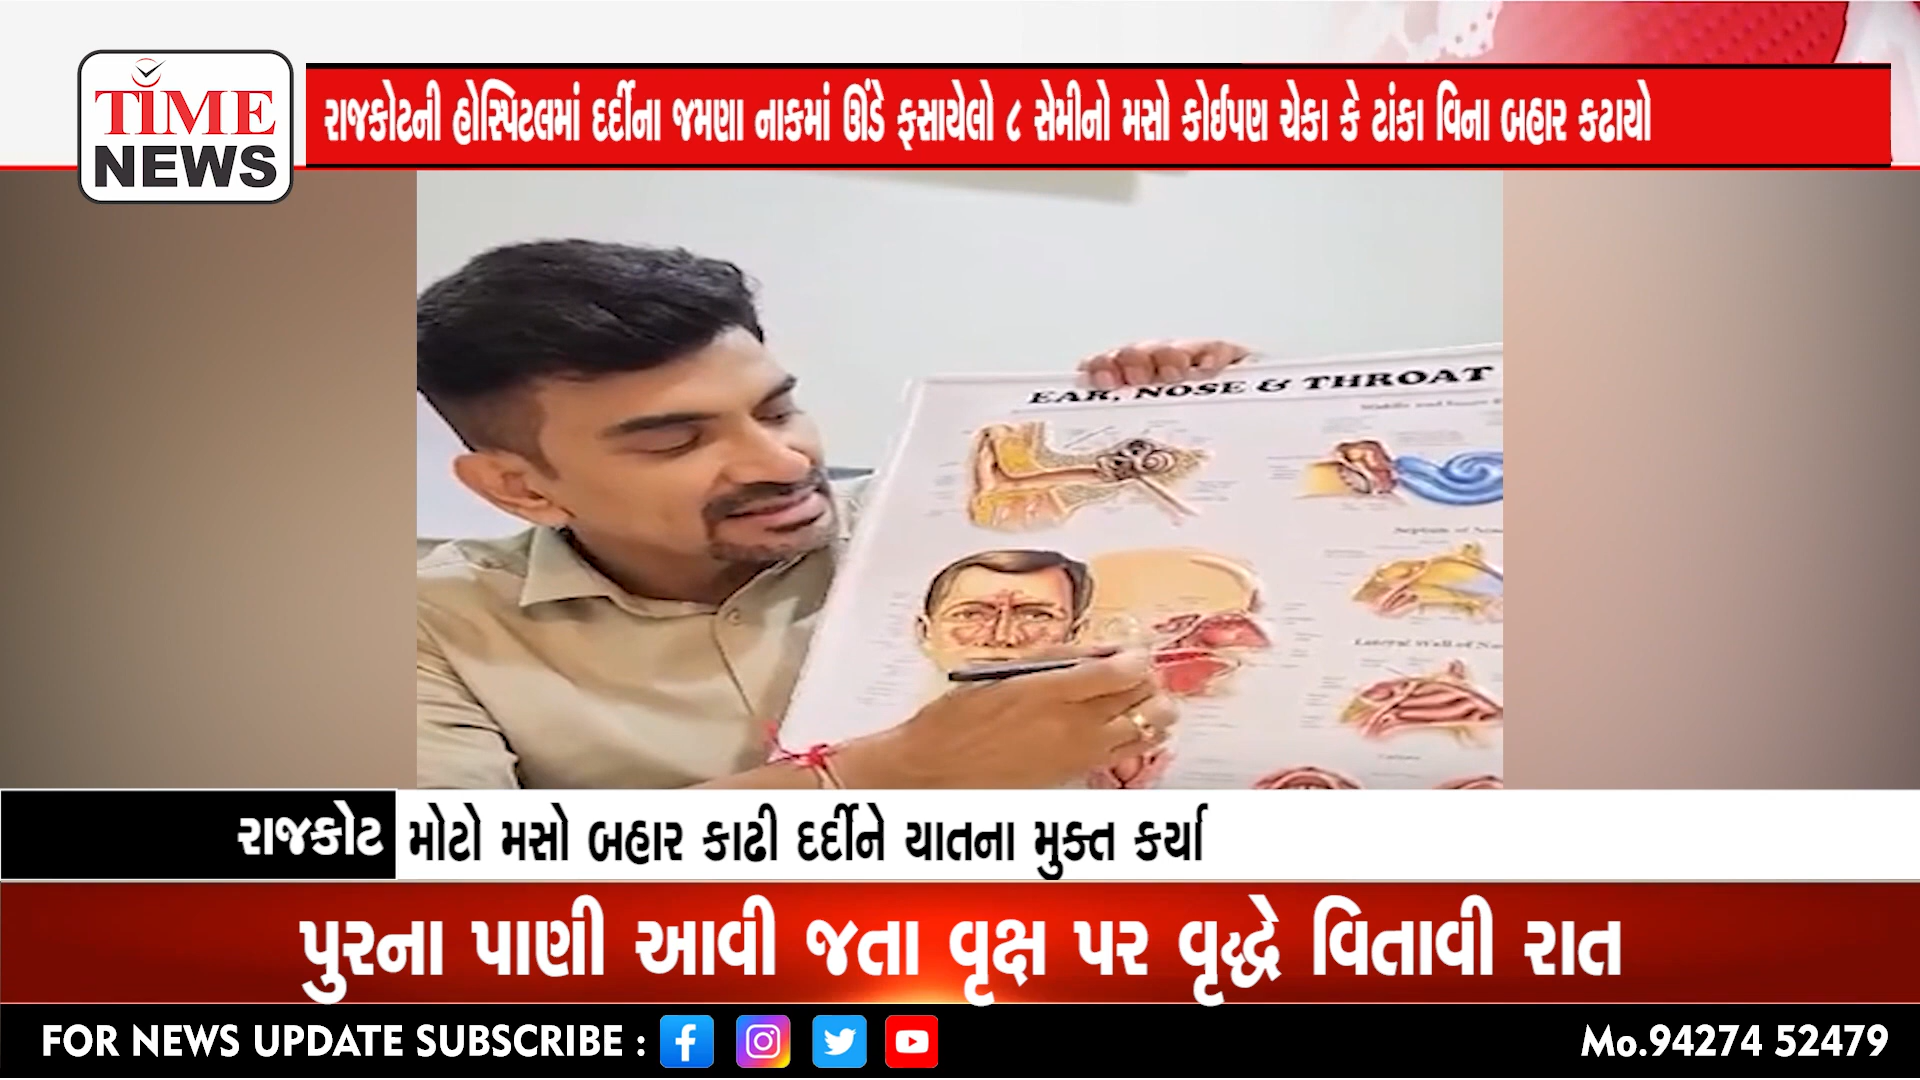 TIME
NEWS
રાજકોટની હોસ્પિટલમાં દર્દીના જમણા નાકમાં ઊંડે ફસાયેલો ૮ સેમીનો મસો કોઈપણ ચેકા કે ટાંકા વિના બહાર કઢાયો
EAR, NOSE & THROAT
રાજકોટ
મોટો મસો બહાર કાઢી દર્દીને યાતના મુક્ત કર્યા
પુરના પાણી આવી જતા વૃક્ષ પર વૃદ્ધે વિતાવી રાત
FOR NEWS UPDATE SUBSCRIBE :
Mo.94274 52479